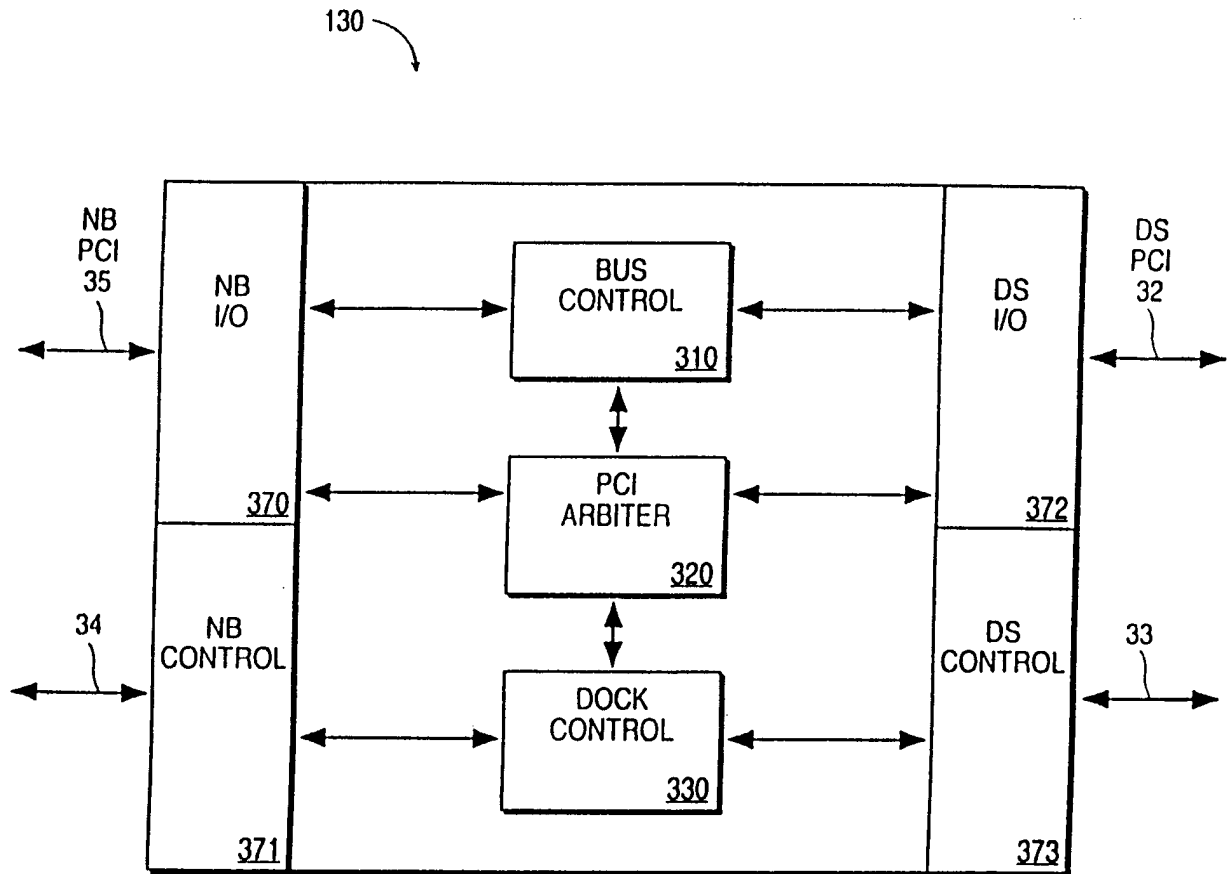 130
NB
PCI
35
NB
I/O
370
BUS
CONTROL
310
DS
I/O
372
DS
PCI
32
PCI
ARBITER
320
34
NB
CONTROL
371
DOCK
CONTROL
330
DS
CONTROL
373
33